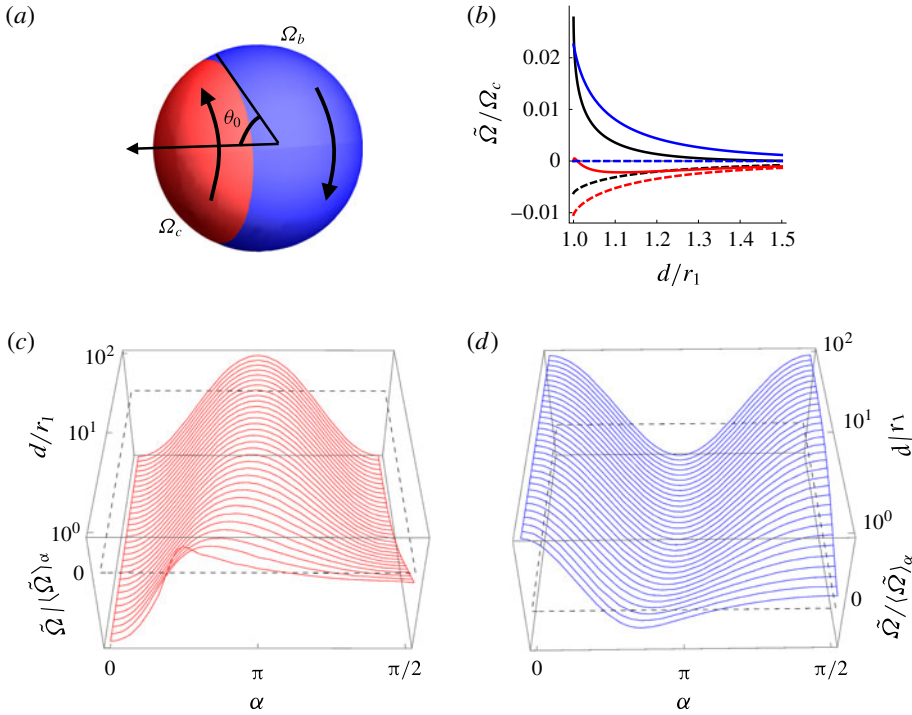 (a)
Ω_b
θ_0
Ω_c
(b)
Ω̃/Ω_c
0.02
0.01
0
−0.01
1.0 1.1 1.2 1.3 1.4 1.5
d/r_1
(c)
10^2
d/r_1
10^1
10^0
0
Ω̃/|⟨Ω̃⟩_α
0 π π/2
α
(d)
10^2
10^1
d/r_1
10^0
0
Ω̃/⟨Ω̃⟩_α
0 π π/2
α